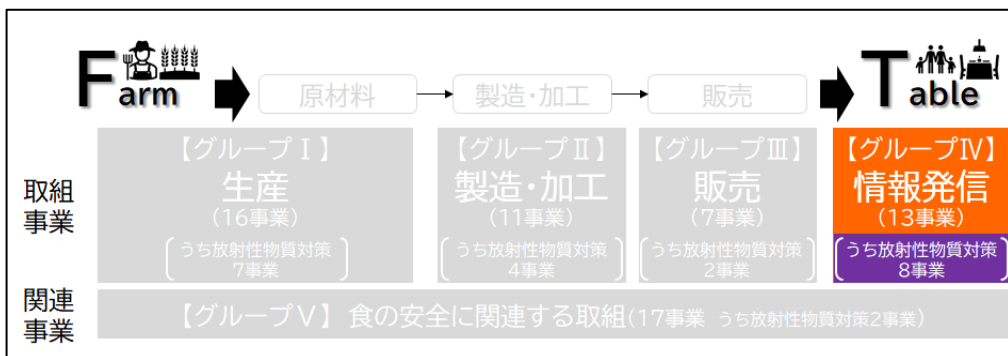 Farm
原材料
製造・加工
販売
Table
取組
事業
【グループⅠ】
生産
(16事業)
うち放射性物質対策
7事業
【グループⅡ】
製造・加工
(11事業)
うち放射性物質対策
4事業
【グループⅢ】
販売
(7事業)
うち放射性物質対策
2事業
【グループⅣ】
情報発信
(13事業)
うち放射性物質対策
8事業
関連
事業
【グループⅤ】食の安全に関連する取組(17事業 うち放射性物質対策2事業)